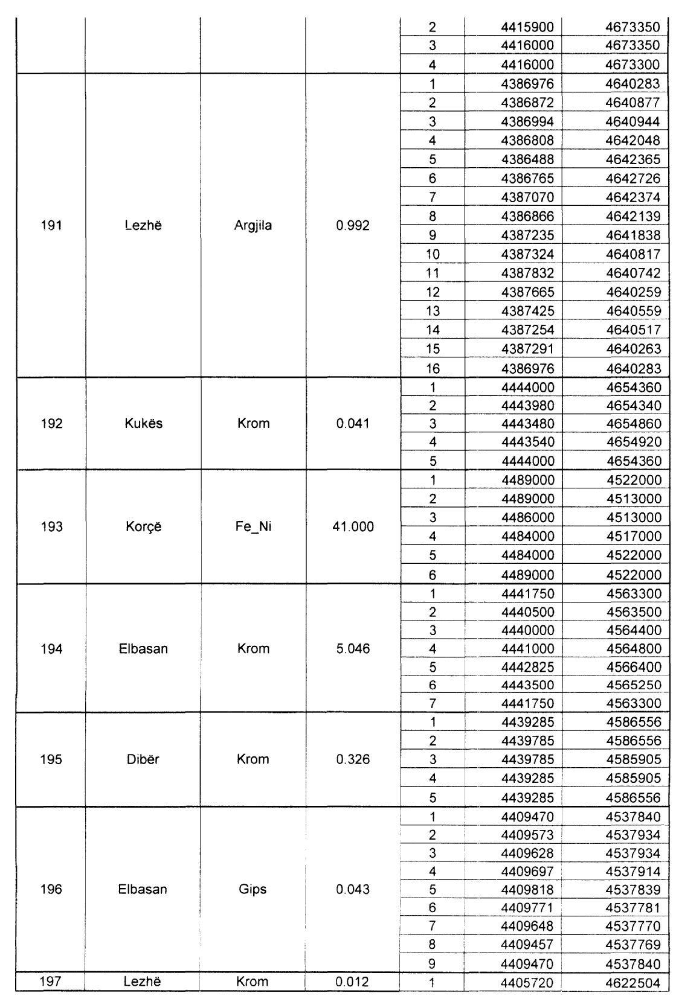 2 4415900 4673350
3 4416000 4673350
4 4416000 4673300
1 4386976 4640283
2 4386872 4640877
3 4386994 4640944
4 4386808 4642048
5 4386488 4642365
6 4386765 4642726
7 4387070 4642374
191 Lezhë Argjila 0.992 8 4386866 4642139
9 4387235 4641838
10 4387324 4640817
11 4387832 4640742
12 4387665 4640259
13 4387425 4640559
14 4387254 4640517
15 4387291 4640263
16 4386976 4640283
1 4444000 4654360
2 4443980 4654340
192 Kukës Krom 0.041 3 4443480 4654860
4 4443540 4654920
5 4444000 4654360
1 4489000 4522000
2 4489000 4513000
193 Korçë Fe_Ni 41.000 3 4486000 4513000
4 4484000 4517000
5 4484000 4522000
6 4489000 4522000
1 4441750 4563300
2 4440500 4563500
3 4440000 4564400
194 Elbasan Krom 5.046 4 4441000 4564800
5 4442825 4566400
6 4443500 4565250
7 4441750 4563300
1 4439285 4586556
2 4439785 4586556
195 Dibër Krom 0.326 3 4439785 4585905
4 4439285 4585905
5 4439285 4586556
1 4409470 4537840
2 4409573 4537934
3 4409628 4537934
4 4409697 4537914
196 Elbasan Gips 0.043 5 4409818 4537839
6 4409771 4537781
7 4409648 4537770
8 4409457 4537769
9 4409470 4537840
197 Lezhë Krom 0.012 1 4405720 4622504